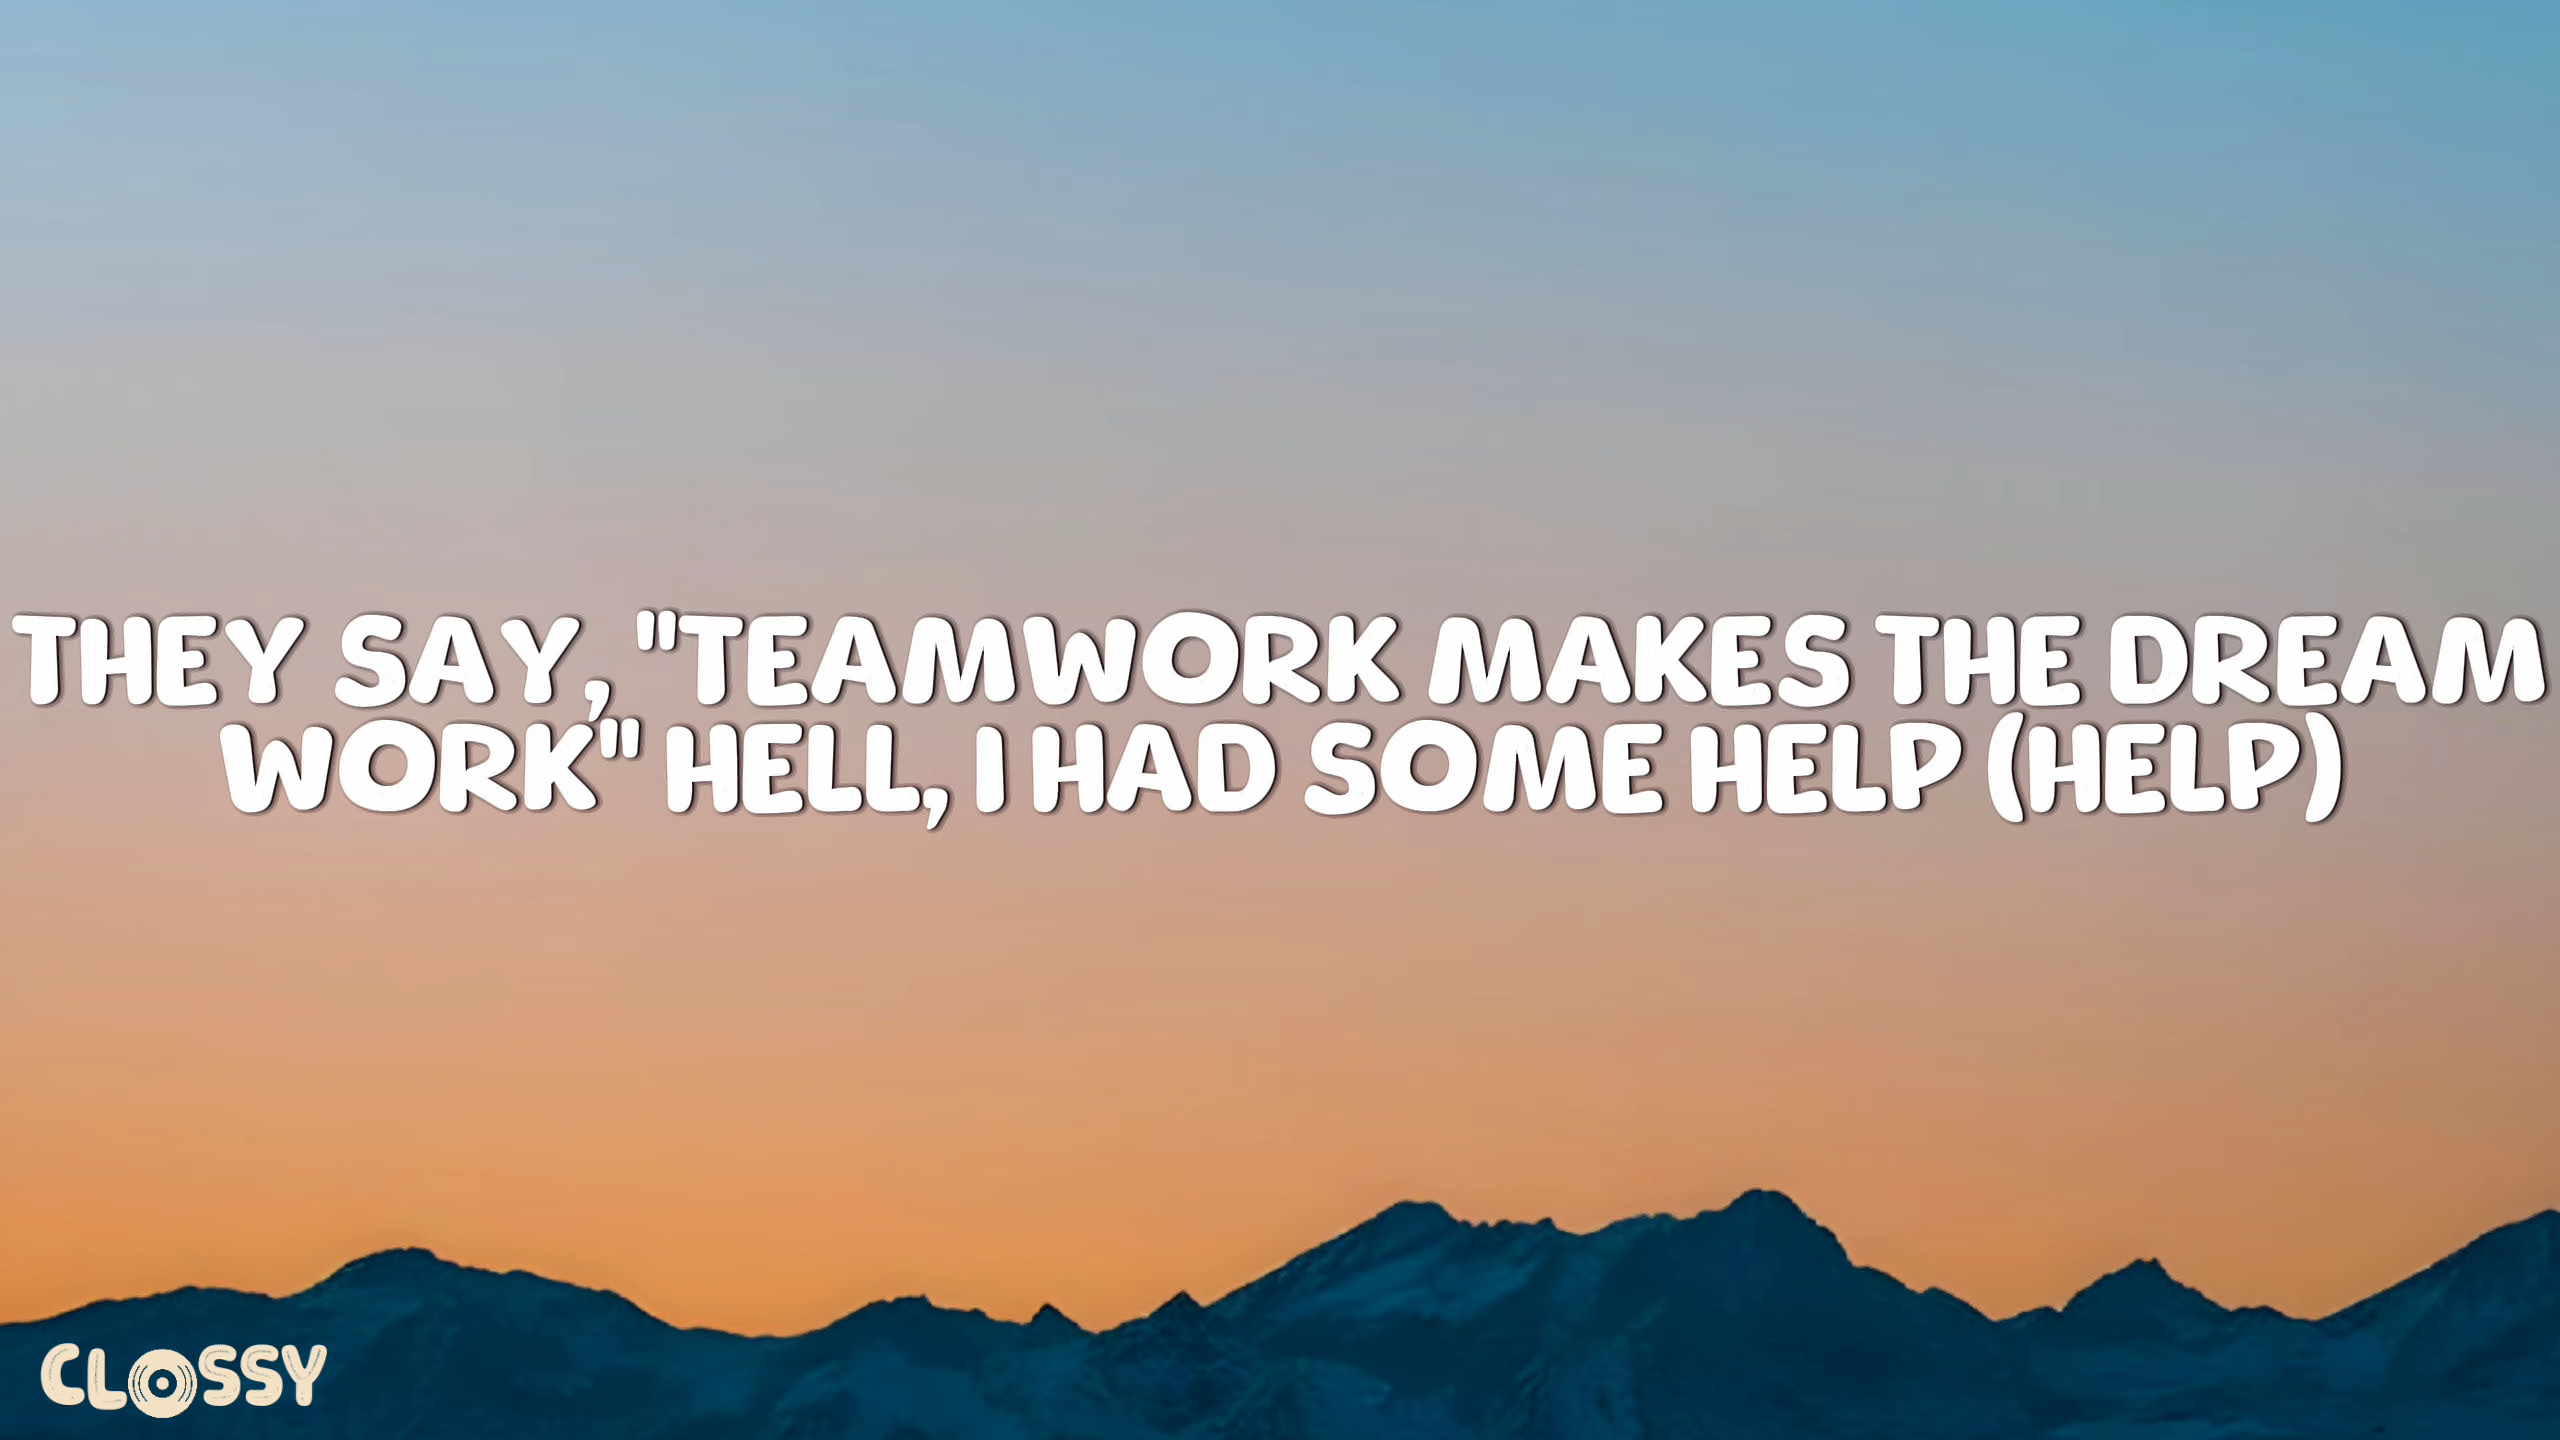 THEY SAY, "TEAMWORK MAKES THE DREAM
WORK" HELL, I HAD SOME HELP (HELP)
CLOSSY